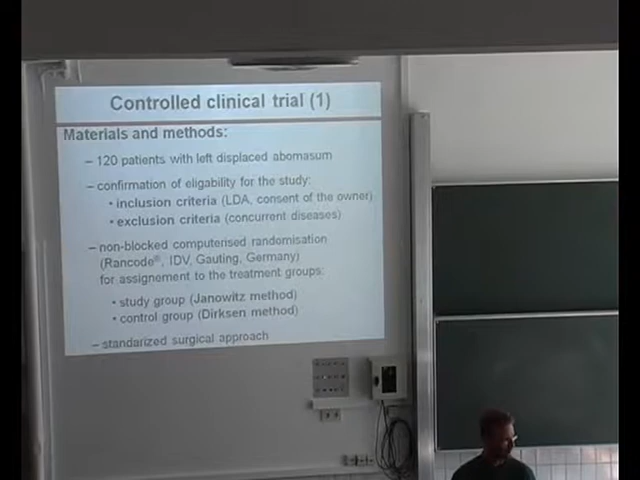 Controlled clinical trial (1)
Materials and methods:
– 120 patients with left displaced abomasum
– confirmation of eligability for the study:
• inclusion criteria (LDA, consent of the owner)
• exclusion criteria (concurrent diseases)
– non-blocked computerised randomisation
(Rancode®, IDV, Gauting, Germany)
for assignement to the treatment groups:
• study group (Janowitz method)
• control group (Dirksen method)
– standarized surgical approach